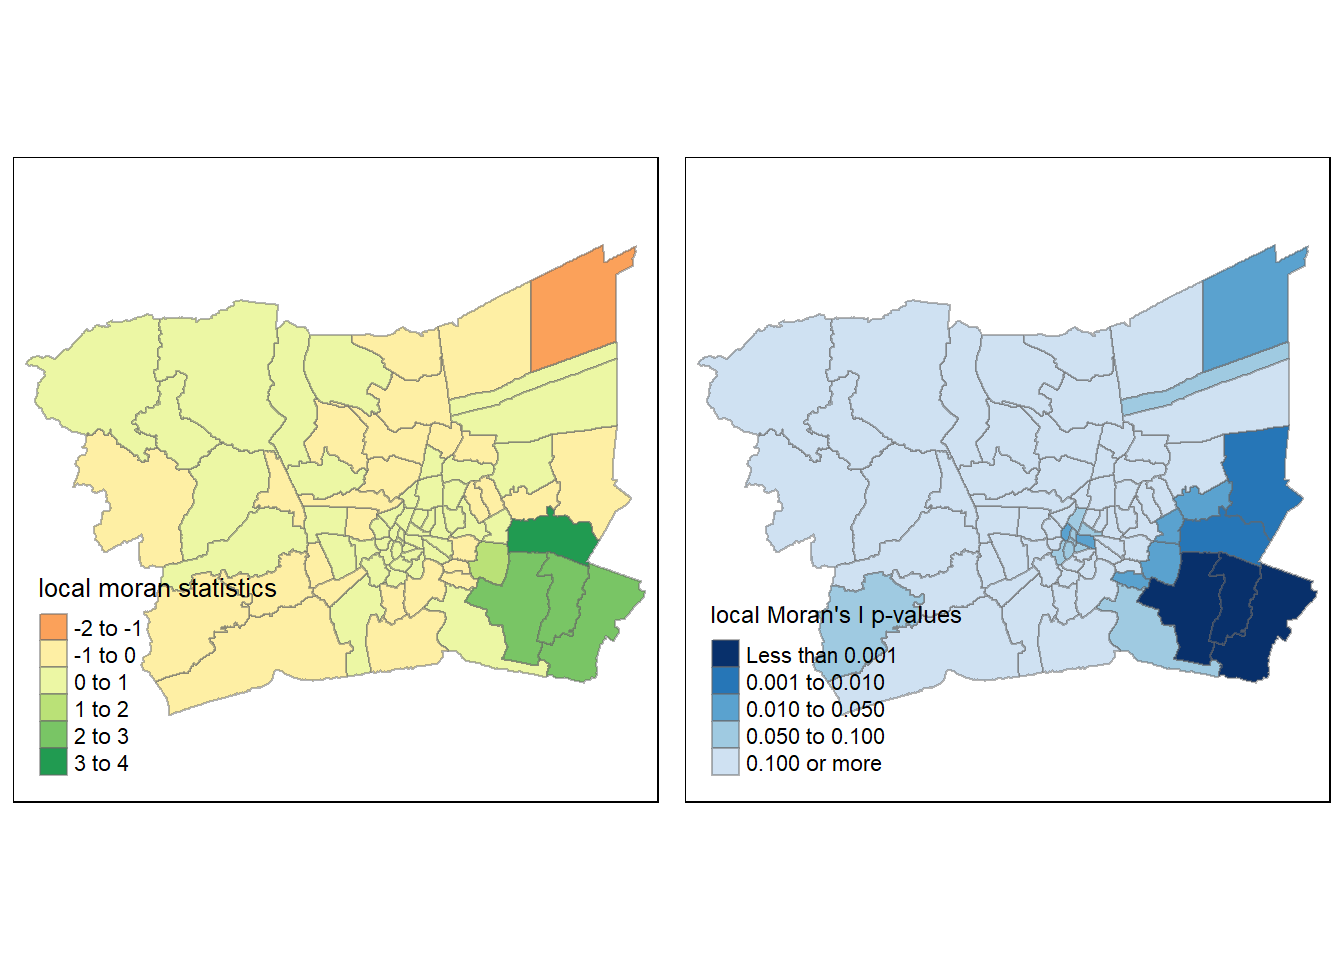 local moran statistics
-2 to -1
-1 to 0
0 to 1
1 to 2
2 to 3
3 to 4
local Moran's I p-values
Less than 0.001
0.001 to 0.010
0.010 to 0.050
0.050 to 0.100
0.100 or more